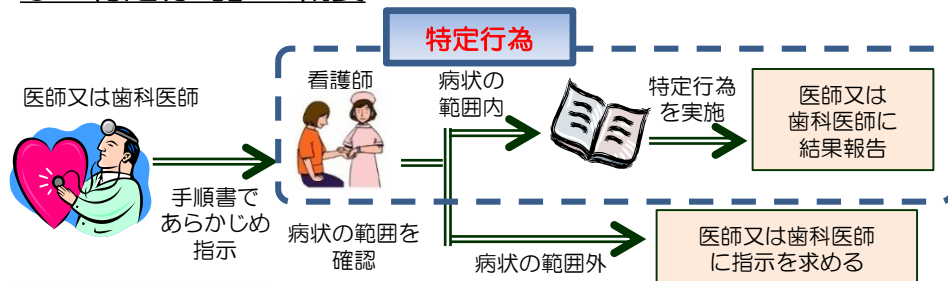 特定行為
医師又は歯科医師
看護師
病状の
範囲内
特定行為
を実施
医師又は
歯科医師に
結果報告
手順書で
あらかじめ
指示
病状の範囲を
確認
病状の範囲外
医師又は歯科医師
に指示を求める